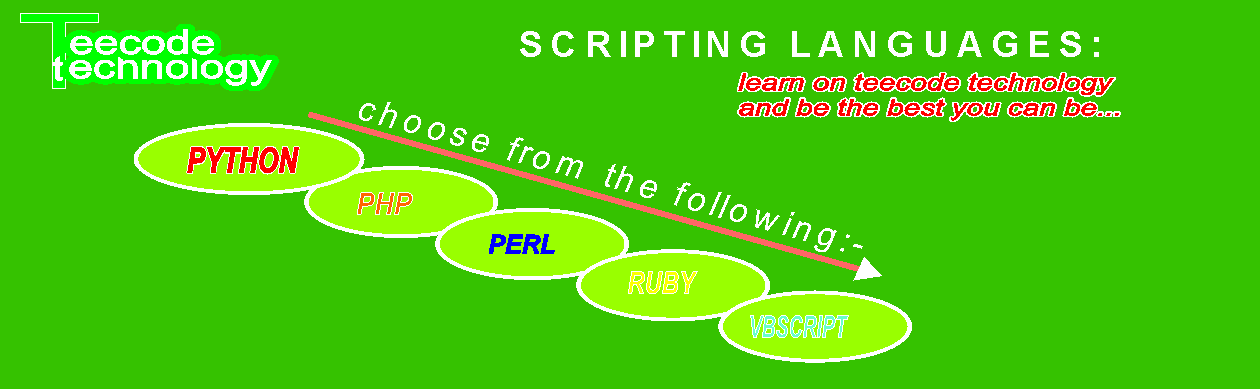 Teecode
technology
SCRIPTING LANGUAGES:
learn on teecode technology
and be the best you can be...
choose from the following:-
PYTHON
PHP
PERL
RUBY
VBSCRIPT